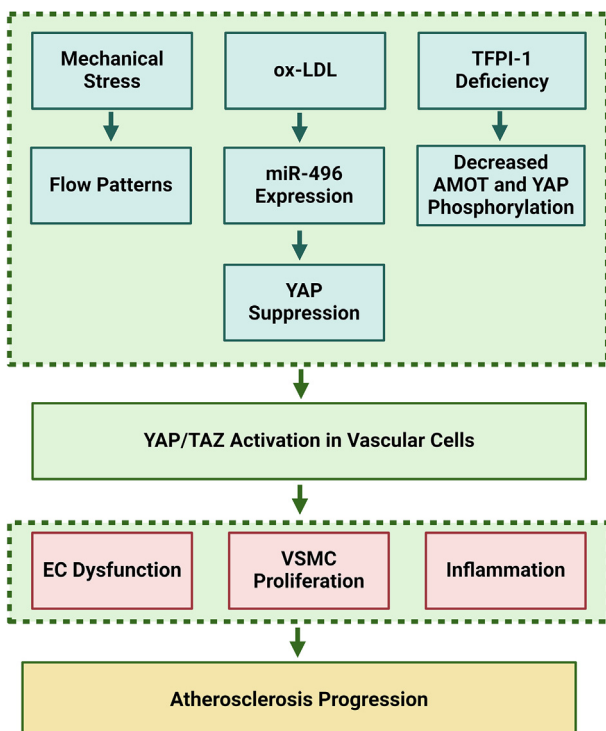 Mechanical
Stress
ox-LDL
TFPI-1
Deficiency
Flow Patterns
miR-496
Expression
Decreased
AMOT and YAP
Phosphorylation
YAP
Suppression
YAP/TAZ Activation in Vascular Cells
EC Dysfunction
VSMC
Proliferation
Inflammation
Atherosclerosis Progression